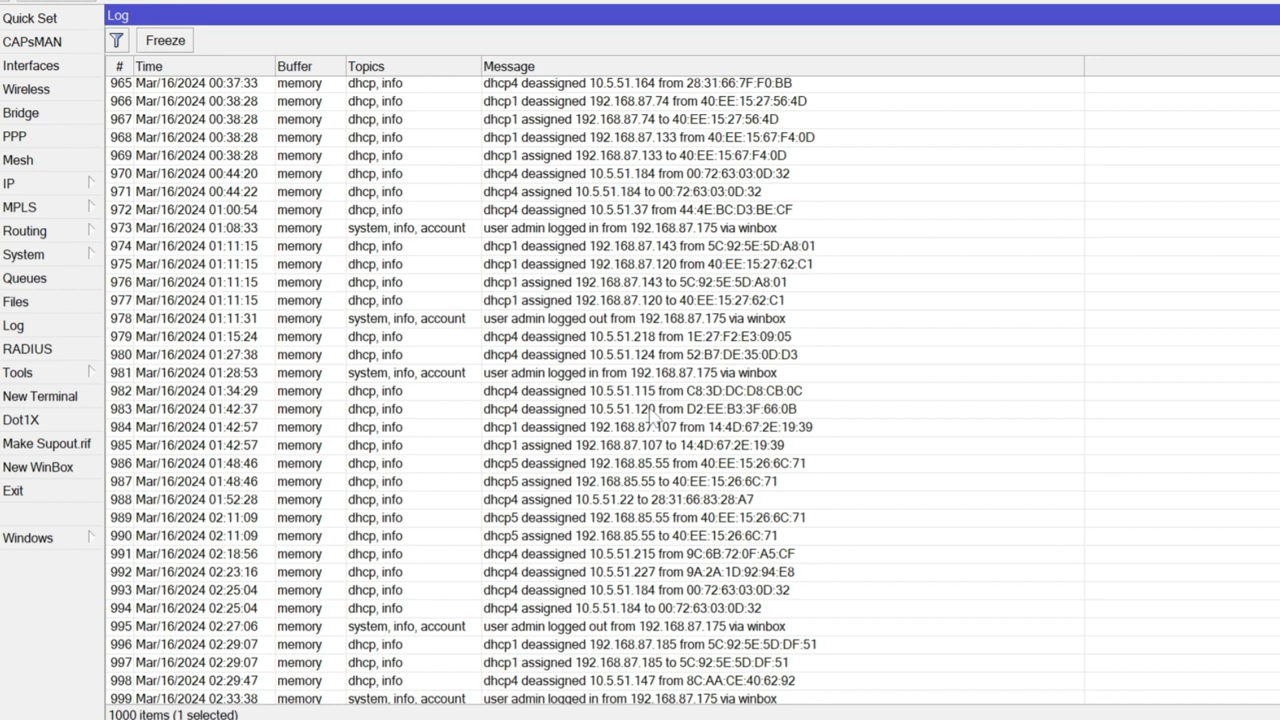 Log
Quick Set
CAPsMAN
Interfaces
Wireless
Bridge
PPP
Mesh
IP
MPLS
Routing
System
Queues
Files
Log
RADIUS
Tools
New Terminal
Dot1X
Make Supout.rif
New WinBox
Exit
Windows
Freeze
# Time Buffer Topics Message
965 Mar/16/2024 00:37:33 memory dhcp, info dhcp4 deassigned 10.5.51.164 from 28:31:66:7F:F0:BB
966 Mar/16/2024 00:38:28 memory dhcp, info dhcp1 deassigned 192.168.87.74 from 40:EE:15:27:56:4D
967 Mar/16/2024 00:38:28 memory dhcp, info dhcp1 assigned 192.168.87.74 to 40:EE:15:27:56:4D
968 Mar/16/2024 00:38:28 memory dhcp, info dhcp1 deassigned 192.168.87.133 from 40:EE:15:67:F4:0D
969 Mar/16/2024 00:38:28 memory dhcp, info dhcp1 assigned 192.168.87.133 to 40:EE:15:67:F4:0D
970 Mar/16/2024 00:44:20 memory dhcp, info dhcp4 deassigned 10.5.51.184 from 00:72:63:03:0D:32
971 Mar/16/2024 00:44:22 memory dhcp, info dhcp4 assigned 10.5.51.184 to 00:72:63:03:0D:32
972 Mar/16/2024 01:00:54 memory dhcp, info dhcp4 deassigned 10.5.51.37 from 44:4E:BC:D3:BE:CF
973 Mar/16/2024 01:08:33 memory system, info, account user admin logged in from 192.168.87.175 via winbox
974 Mar/16/2024 01:11:15 memory dhcp, info dhcp1 deassigned 192.168.87.143 from 5C:92:5E:5D:A8:01
975 Mar/16/2024 01:11:15 memory dhcp, info dhcp1 deassigned 192.168.87.120 from 40:EE:15:27:62:C1
976 Mar/16/2024 01:11:15 memory dhcp, info dhcp1 assigned 192.168.87.143 to 5C:92:5E:5D:A8:01
977 Mar/16/2024 01:11:15 memory dhcp, info dhcp1 assigned 192.168.87.120 to 40:EE:15:27:62:C1
978 Mar/16/2024 01:11:31 memory system, info, account user admin logged out from 192.168.87.175 via winbox
979 Mar/16/2024 01:15:24 memory dhcp, info dhcp4 deassigned 10.5.51.218 from 1E:27:F2:E3:09:05
980 Mar/16/2024 01:27:38 memory dhcp, info dhcp4 deassigned 10.5.51.124 from 52:B7:DE:35:0D:D3
981 Mar/16/2024 01:28:53 memory system, info, account user admin logged in from 192.168.87.175 via winbox
982 Mar/16/2024 01:34:29 memory dhcp, info dhcp4 deassigned 10.5.51.115 from C8:3D:DC:D8:CB:0C
983 Mar/16/2024 01:42:37 memory dhcp, info dhcp4 deassigned 10.5.51.120 from D2:EE:B3:3F:66:0B
984 Mar/16/2024 01:42:57 memory dhcp, info dhcp1 deassigned 192.168.87.107 from 14:4D:67:2E:19:39
985 Mar/16/2024 01:42:57 memory dhcp, info dhcp1 assigned 192.168.87.107 to 14:4D:67:2E:19:39
986 Mar/16/2024 01:48:46 memory dhcp, info dhcp5 deassigned 192.168.85.55 from 40:EE:15:26:6C:71
987 Mar/16/2024 01:48:46 memory dhcp, info dhcp5 assigned 192.168.85.55 to 40:EE:15:26:6C:71
988 Mar/16/2024 01:52:28 memory dhcp, info dhcp4 assigned 10.5.51.22 to 28:31:66:83:28:A7
989 Mar/16/2024 02:11:09 memory dhcp, info dhcp5 deassigned 192.168.85.55 from 40:EE:15:26:6C:71
990 Mar/16/2024 02:11:09 memory dhcp, info dhcp5 assigned 192.168.85.55 to 40:EE:15:26:6C:71
991 Mar/16/2024 02:18:56 memory dhcp, info dhcp4 deassigned 10.5.51.215 from 9C:6B:72:0F:A5:CF
992 Mar/16/2024 02:23:16 memory dhcp, info dhcp4 deassigned 10.5.51.227 from 9A:2A:1D:92:94:E8
993 Mar/16/2024 02:25:04 memory dhcp, info dhcp4 deassigned 10.5.51.184 from 00:72:63:03:0D:32
994 Mar/16/2024 02:25:04 memory dhcp, info dhcp4 assigned 10.5.51.184 to 00:72:63:03:0D:32
995 Mar/16/2024 02:27:06 memory system, info, account user admin logged out from 192.168.87.175 via winbox
996 Mar/16/2024 02:29:07 memory dhcp, info dhcp1 deassigned 192.168.87.185 from 5C:92:5E:5D:DF:51
997 Mar/16/2024 02:29:07 memory dhcp, info dhcp1 assigned 192.168.87.185 to 5C:92:5E:5D:DF:51
998 Mar/16/2024 02:29:47 memory dhcp, info dhcp4 deassigned 10.5.51.147 from 8C:AA:CE:40:62:92
999 Mar/16/2024 02:33:38 memory system, info, account user admin logged in from 192.168.87.175 via winbox
1000 items (1 selected)